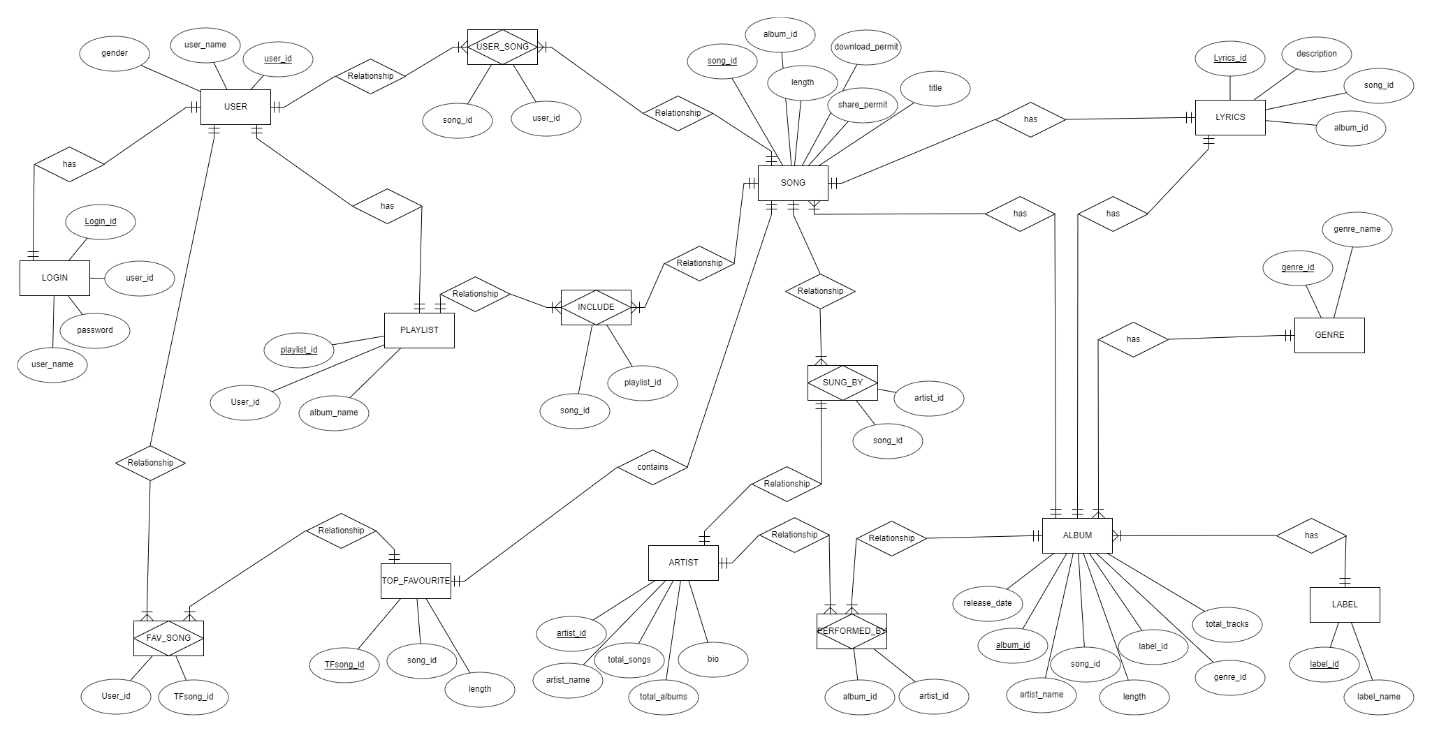 album_id
user_name
USER_SONG
download_permit
gender
user_id
Lyrics_id
description
song_id
Relationship
length
title
song_id
USER
share_permit
Relationship
has
LYRICS
song_id
user_id
album_id
has
SONG
has
has
has
Login_id
genre_name
Relationship
genre_id
LOGIN
user_id
Relationship
Relationship
INCLUDE
password
PLAYLIST
GENRE
has
playlist_id
user_name
SUNG_BY
playlist_id
artist_id
User_id
album_name
song_id
song_id
Relationship
contains
Relationship
Relationship
Relationship
Relationship
ALBUM
has
ARTIST
TOP_FAVOURITE
release_date
LABEL
total_tracks
FAV_SONG
artist_id
PERFORMED_BY
album_id
label_id
TFsong_id
song_id
total_songs
bio
song_id
label_id
artist_name
genre_id
length
User_id
TFsong_id
total_albums
album_id
artist_id
artist_name
length
label_name